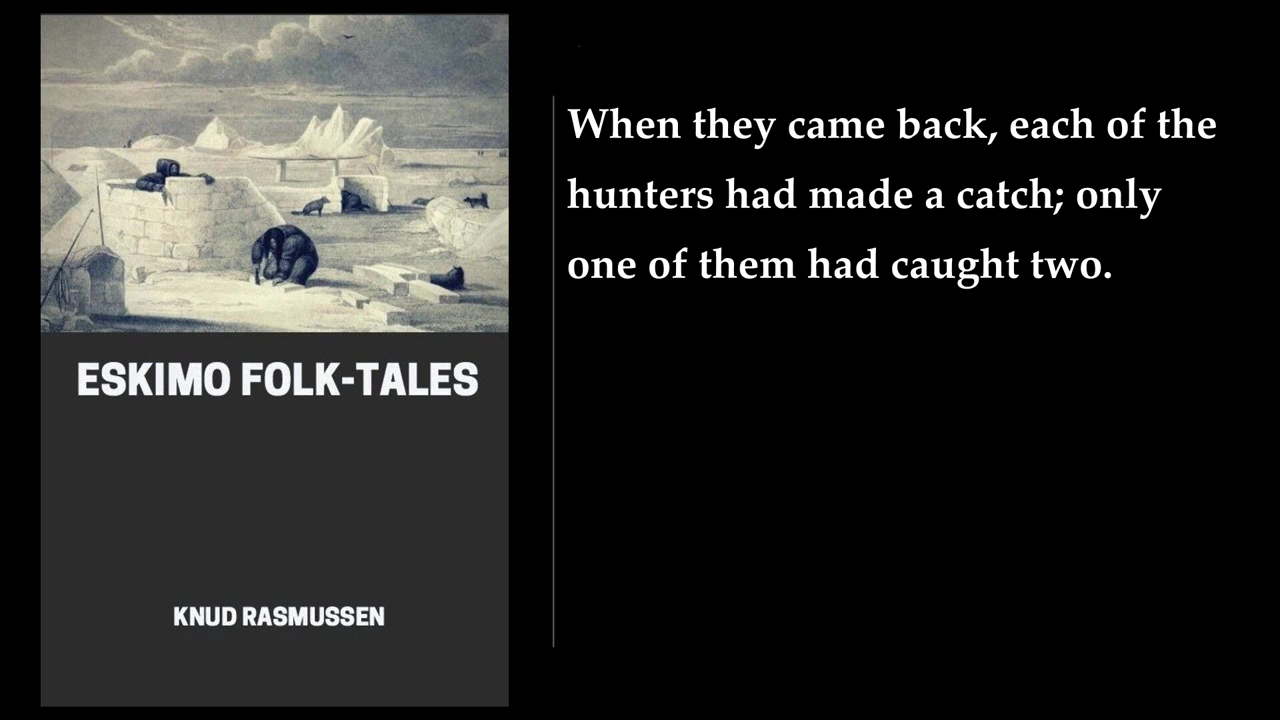 ESKIMO FOLK-TALES
KNUD RASMUSSEN
When they came back, each of the
hunters had made a catch; only
one of them had caught two.